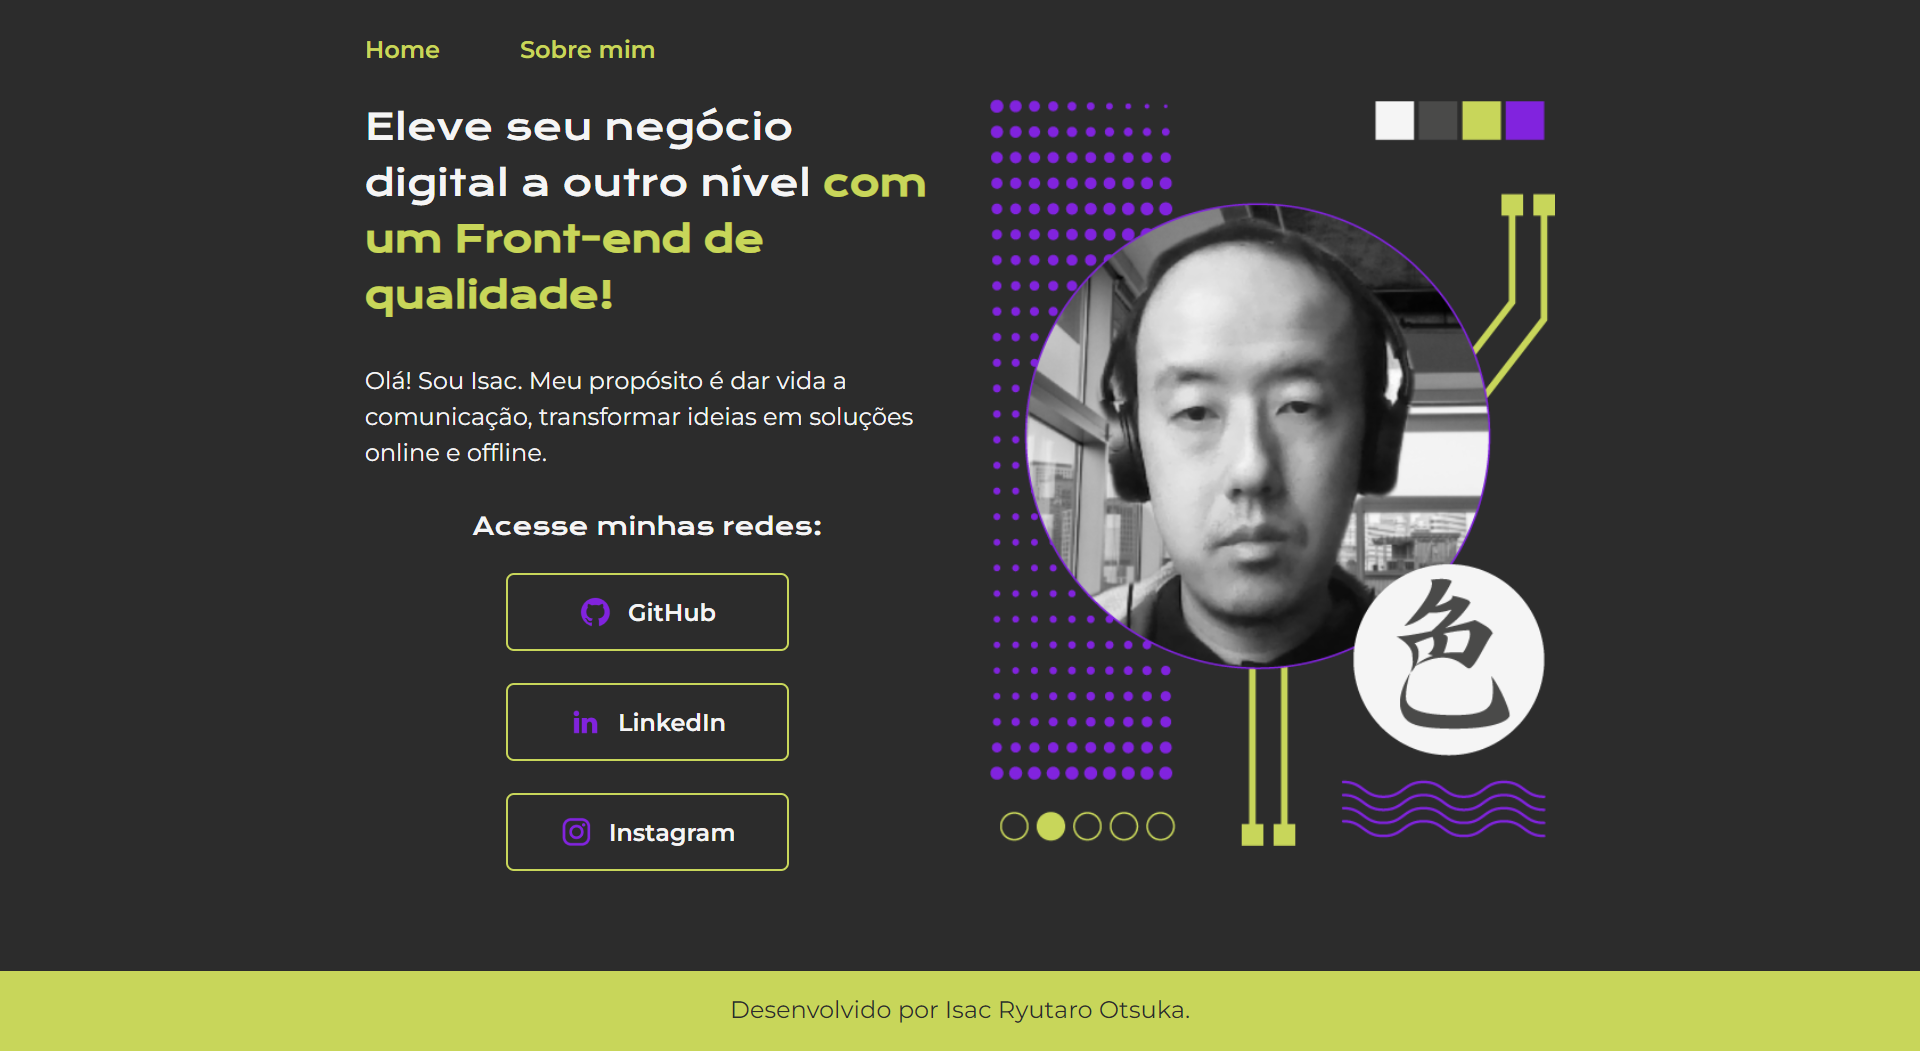 Home
Sobre mim
Eleve seu negócio
digital a outro nível com
um Front-end de
qualidade!
Olá! Sou Isac. Meu propósito é dar vida a
comunicação, transformar ideias em soluções
online e offline.
Acesse minhas redes:
GitHub
LinkedIn
Instagram
色
Desenvolvido por Isac Ryutaro Otsuka.